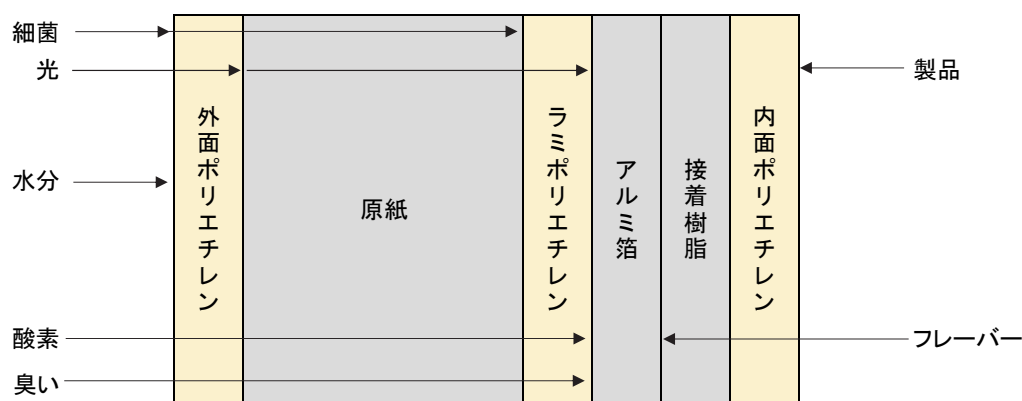 細菌
光
水分
酸素
臭い
外面ポリエチレン
原紙
ラミポリエチレン
アルミ箔
接着樹脂
内面ポリエチレン
製品
フレーバー